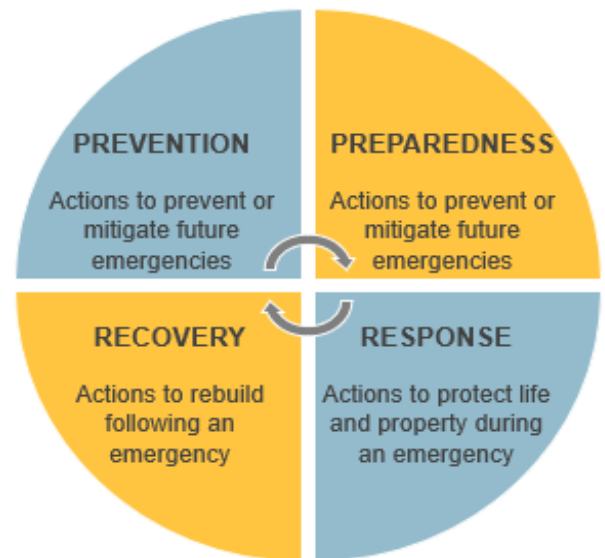 PREVENTION
Actions to prevent or
mitigate future
emergencies
PREPAREDNESS
Actions to prevent or
mitigate future
emergencies
RECOVERY
Actions to rebuild
following an
emergency
RESPONSE
Actions to protect life
and property during
an emergency